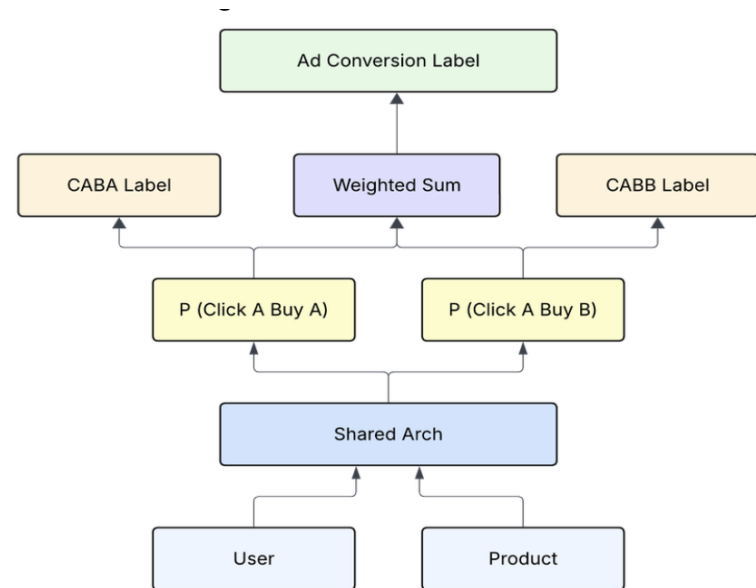 Ad Conversion Label
CABA Label
Weighted Sum
CABB Label
P (Click A Buy A)
P (Click A Buy B)
Shared Arch
User
Product